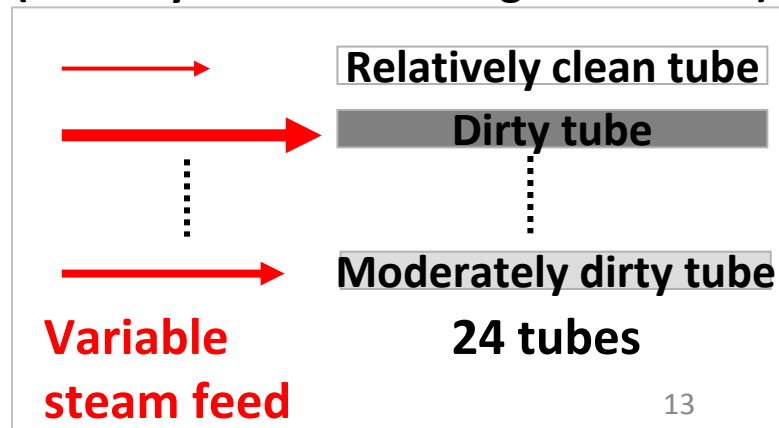 Relatively clean tube
Dirty tube
Moderately dirty tube
Variable
steam feed
24 tubes
13